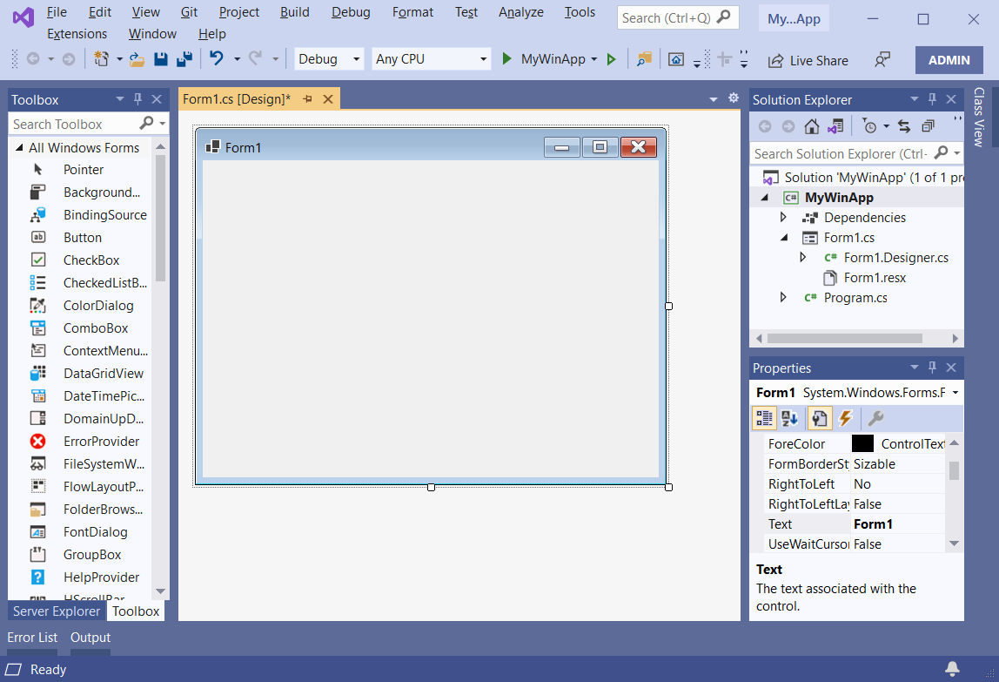 File Edit View Git Project Build Debug Format Test Analyze Tools
Extensions Window Help
Search (Ctrl+Q)
My...App
Debug Any CPU MyWinApp Live Share ADMIN
Toolbox
Search Toolbox
All Windows Forms
Pointer
Background...
BindingSource
Button
CheckBox
CheckedListB...
ColorDialog
ComboBox
ContextMenu...
DataGridView
DateTimePic...
DomainUpD...
ErrorProvider
FileSystemW...
FlowLayoutP...
FolderBrows...
FontDialog
GroupBox
HelpProvider
HScrollBar
Server Explorer Toolbox
Form1.cs [Design]*
Form1
Solution Explorer
Search Solution Explorer (Ctrl-
Solution 'MyWinApp' (1 of 1 pr
C# MyWinApp
Dependencies
Form1.cs
C# Form1.Designer.cs
Form1.resx
C# Program.cs
Class View
Properties
Form1 System.Windows.Forms.F
ForeColor ControlText
FormBorderSt Sizable
RightToLeft No
RightToLeftLay False
Text Form1
UseWaitCursor False
Text
The text associated with the
control.
Error List Output
Ready